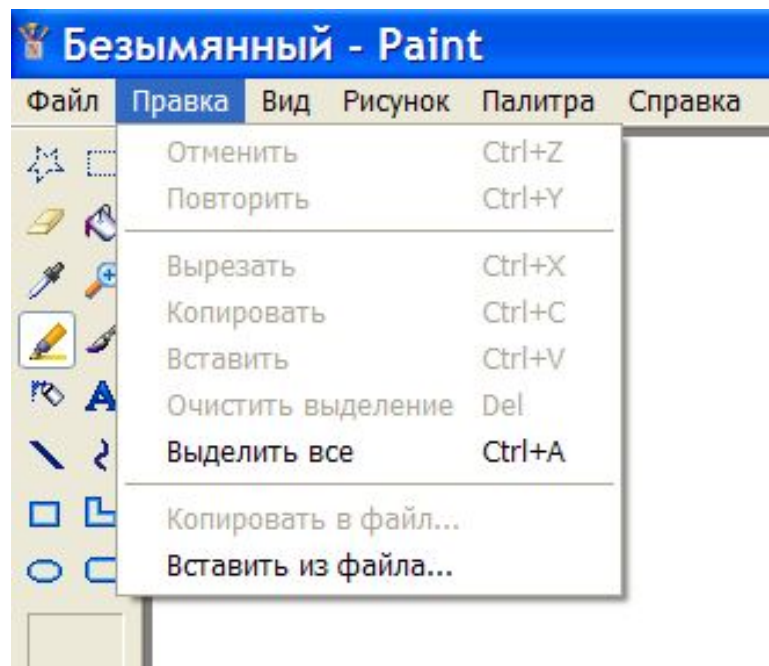 Безымянный - Paint
Файл Правка Вид Рисунок Палитра Справка
Отменить Ctrl+Z
Повторить Ctrl+Y
Вырезать Ctrl+X
Копировать Ctrl+C
Вставить Ctrl+V
Очистить выделение Del
Выделить все Ctrl+A
Копировать в файл...
Вставить из файла...